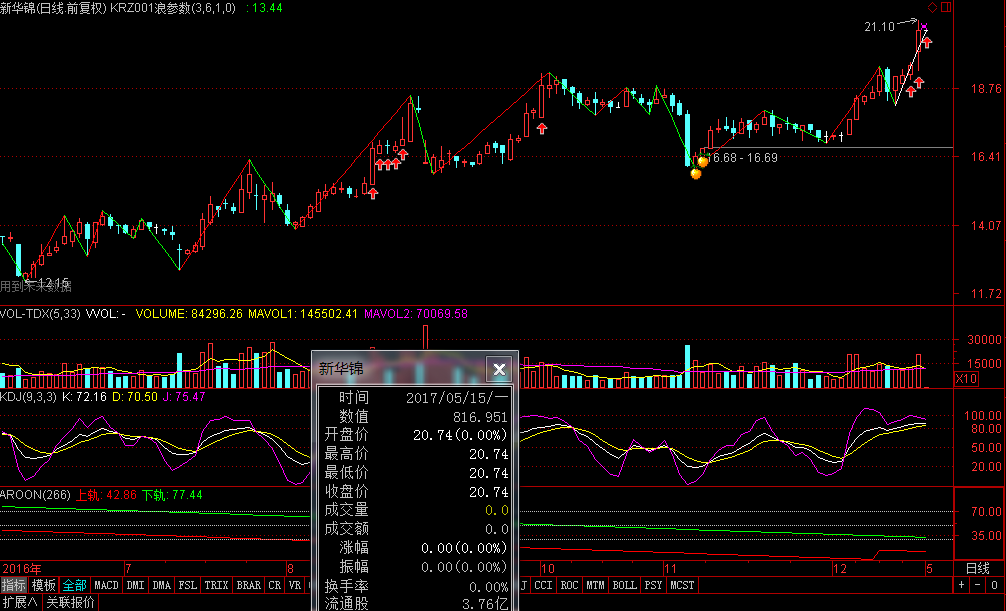 新华锦(日线.前复权) KRZ001浪参数(3,6,1,0) : 13.44
21.10
18.76
16.68 - 16.69
16.41
14.07
12.15
用到未来数据
11.72
VOL-TDX(5,33) VVOL: - VOLUME: 84296.26 MAVOL1: 145502.41 MAVOL2: 70069.58
30000
15000
X10
KDJ(9,3,3) K: 72.16 D: 70.50 J: 75.47
100.00
80.00
50.00
20.00
AROON(266) 上轨: 42.86 下轨: 77.44
70.00
35.00
新华锦
时间 2017/05/15/一
数值 816.951
开盘价 20.74(0.00%)
最高价 20.74
最低价 20.74
收盘价 20.74
成交量 0.0
成交额 0.0
涨幅 0.00(0.00%)
振幅 0.00(0.00%)
换手率 0.00%
流通股 3.76亿
2016年 7 8 10 11 12 5 日线
指标 模板 全部 MACD DMI DMA FSL TRIX BRAR CR VR J CCI ROC MTM BOLL PSY MCST + - 0
扩展∧ 关联报价